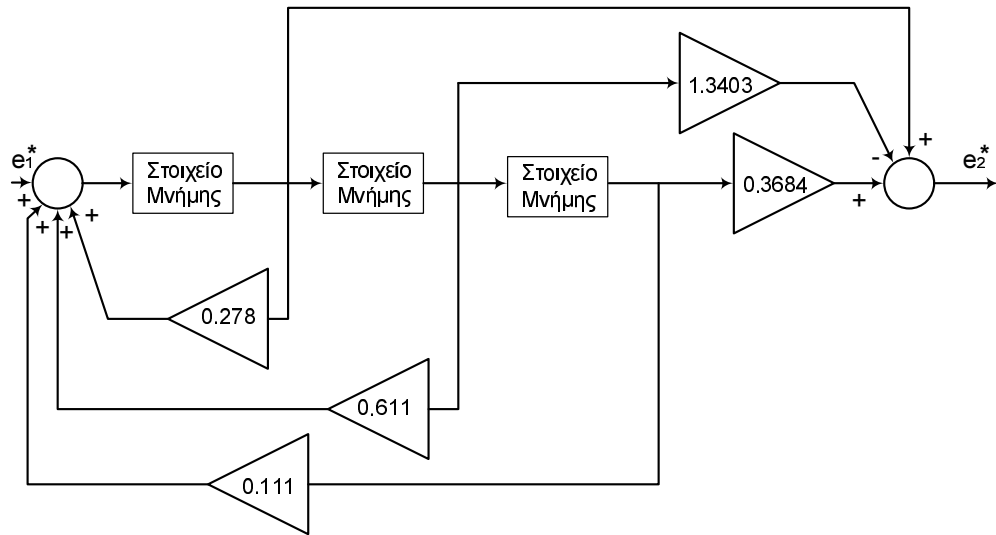 1.3403
+
-
e₁*
Στοιχείο
Μνήμης
Στοιχείο
Μνήμης
Στοιχείο
Μνήμης
0.3684
e₂*
+
+
+
+
+
0.278
0.611
0.111